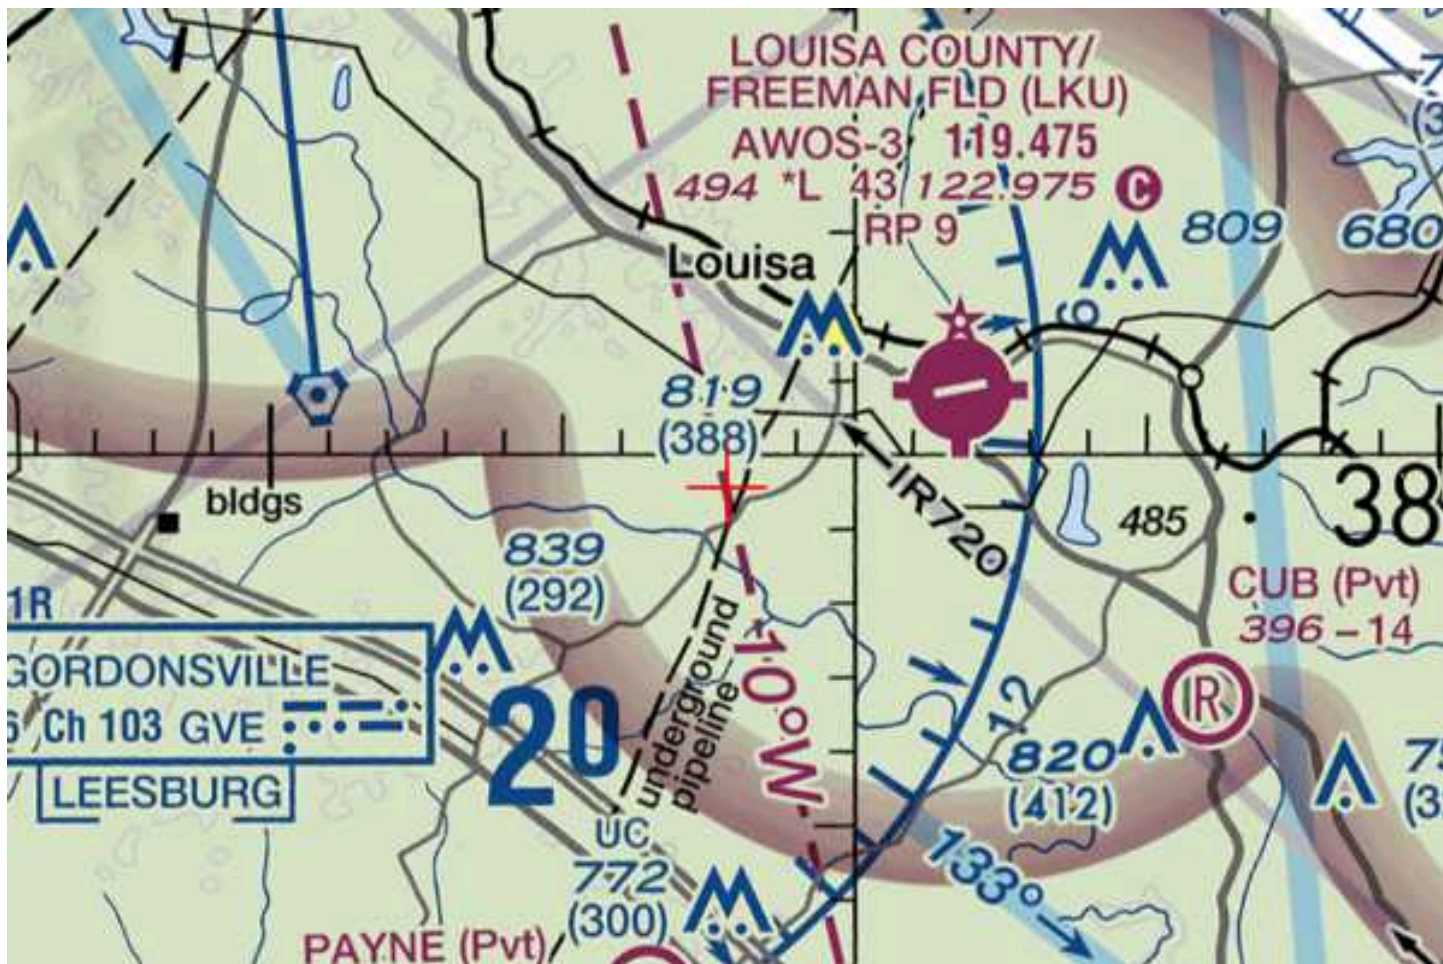 LOUISA COUNTY/
FREEMAN FLD (LKU)
AWOS-3 119.475
494 *L 43 122.975 C
RP 9
809
680
Louisa
6
819
(388)
bldgs
IR720
485
38
839
(292)
CUB (Pvt)
396 - 14
R
1R
GORDONSVILLE
Ch 103 GVE
LEESBURG
20
underground
pipeline
10°W
12
820
(412)
UC
772
(300)
133°
PAYNE (Pvt)